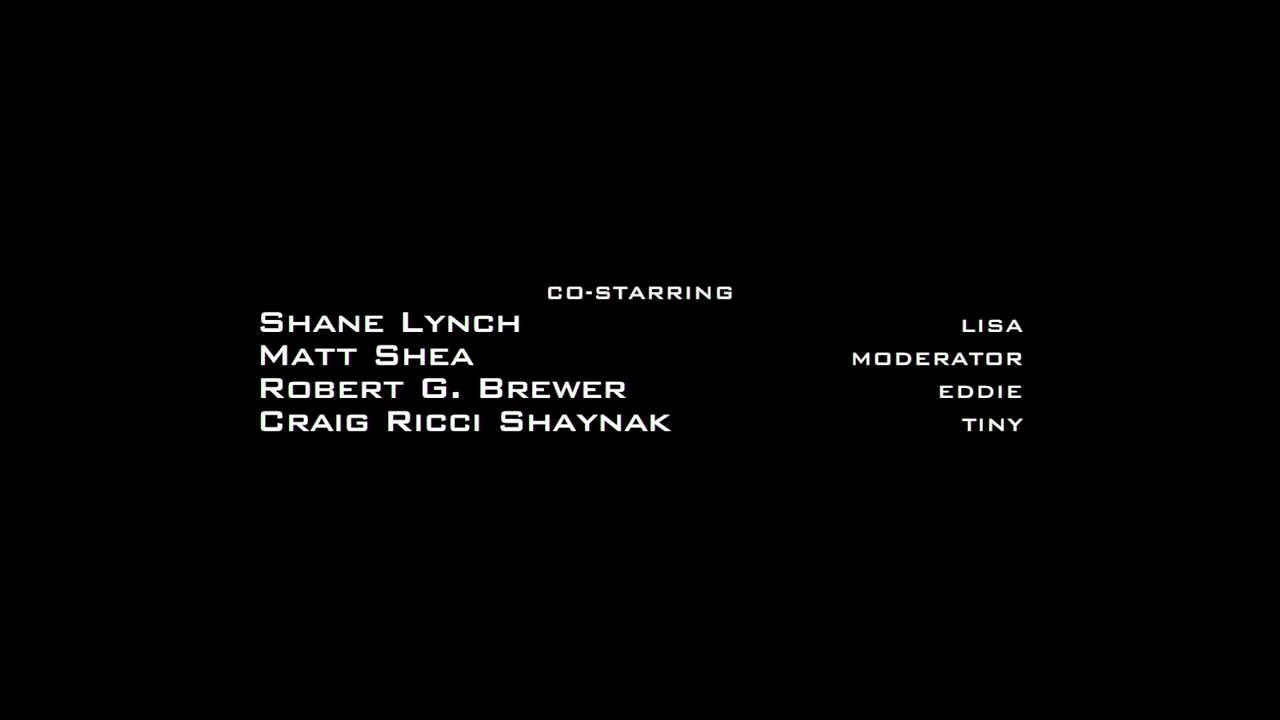 CO-STARRING
SHANE LYNCH LISA
MATT SHEA MODERATOR
ROBERT G. BREWER EDDIE
CRAIG RICCI SHAYNAK TINY